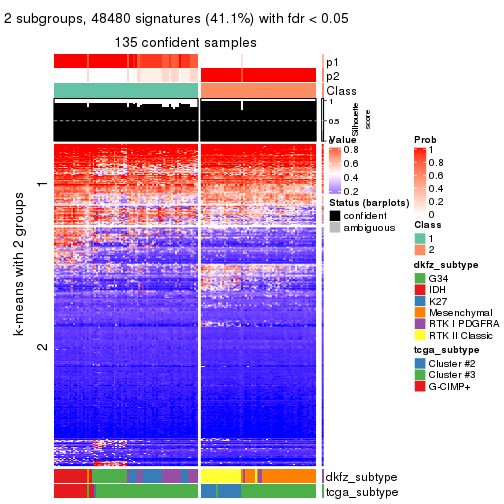 2 subgroups, 48480 signatures (41.1%) with fdr < 0.05
135 confident samples
p1
p2
Class
1
0.5
0
Silhouette
score
k-means with 2 groups
1
2
dkfz_subtype
tcga_subtype
Value
0.8
0.6
0.4
0.2
Status (barplots)
confident
ambiguous
Prob
1
0.8
0.6
0.4
0.2
0
Class
1
2
dkfz_subtype
G34
IDH
K27
Mesenchymal
RTK I PDGFRA
RTK II Classic
tcga_subtype
Cluster #2
Cluster #3
G-CIMP+